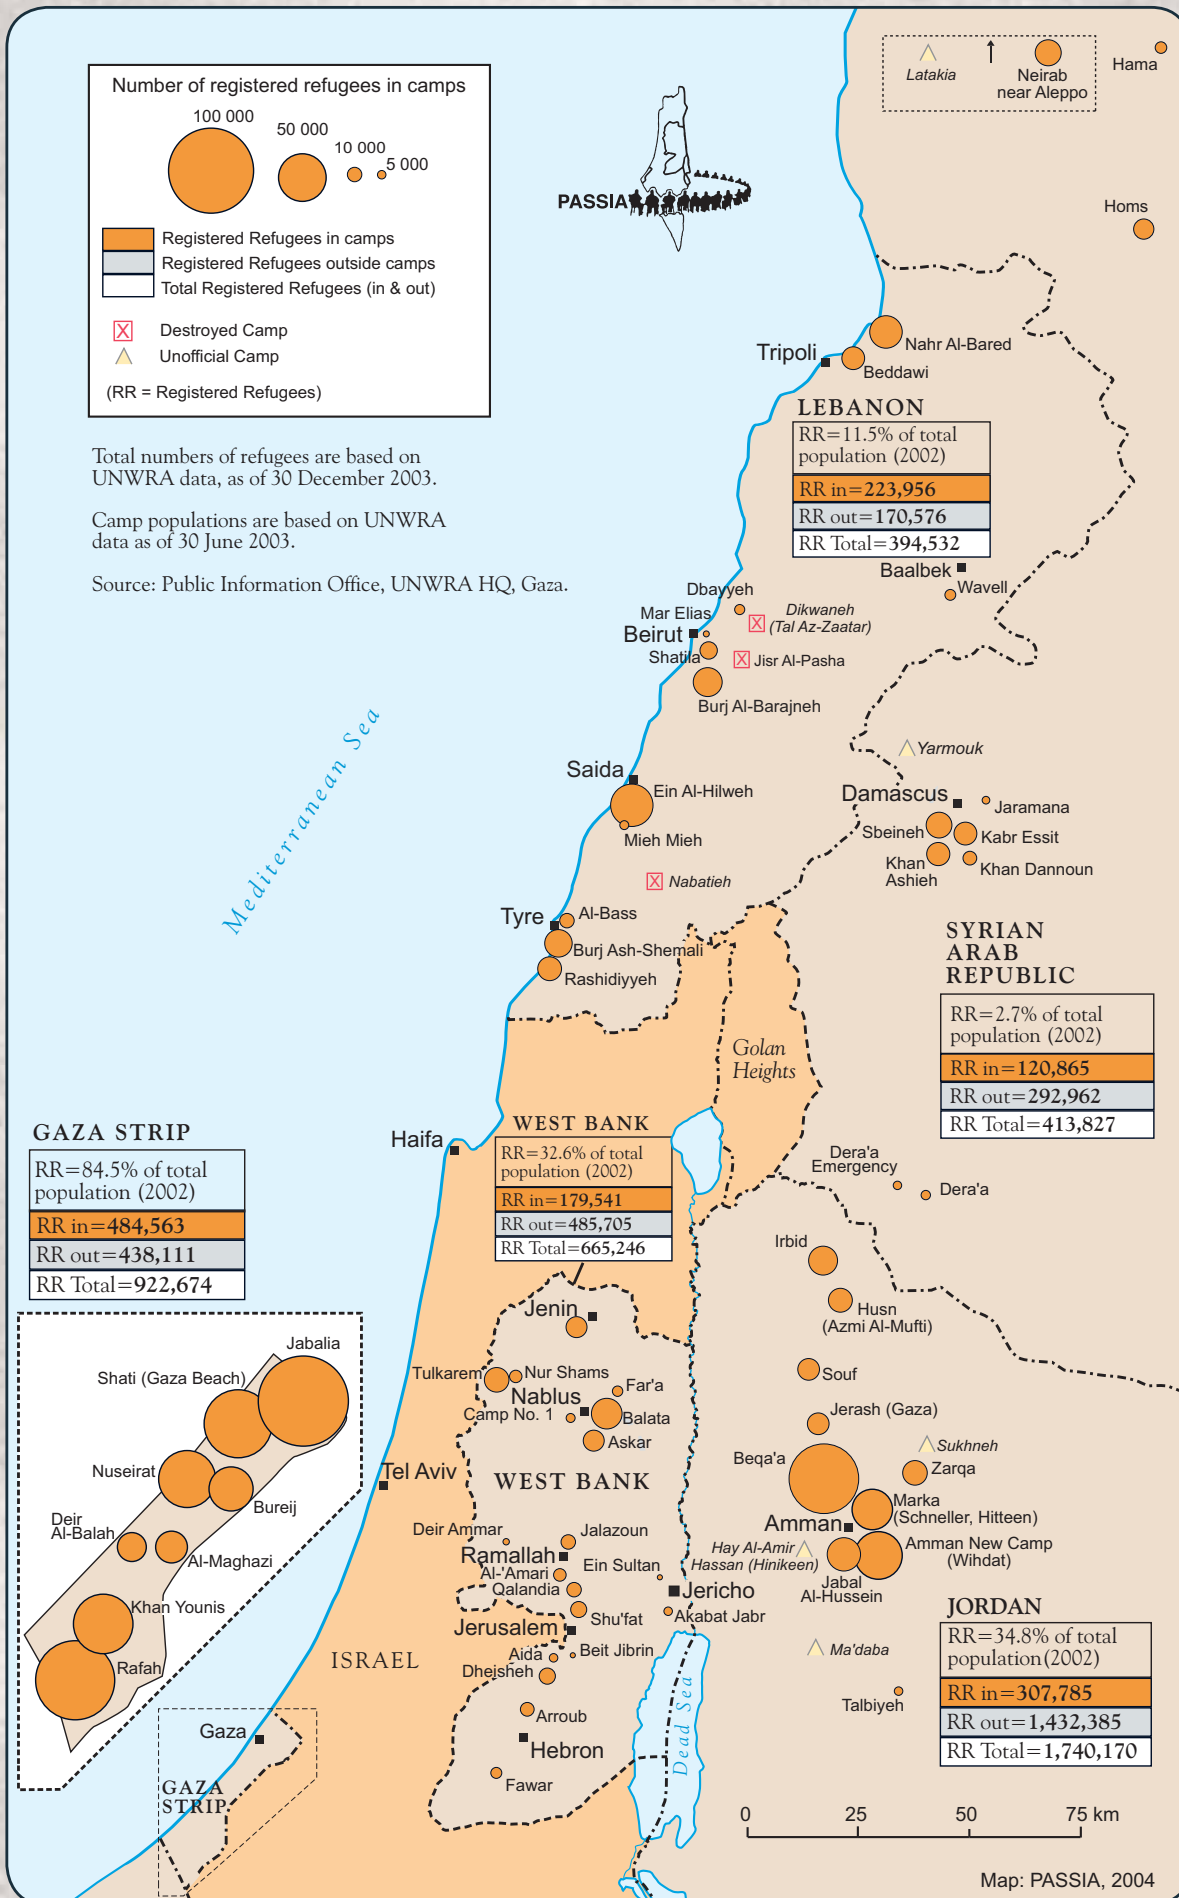 Number of registered refugees in camps
100 000
50 000
10 000
5 000
Registered Refugees in camps
Registered Refugees outside camps
Total Registered Refugees (in & out)
X
Destroyed Camp
Unofficial Camp
(RR = Registered Refugees)
Total numbers of refugees are based on
UNWRA data, as of 30 December 2003.
Camp populations are based on UNWRA
data as of 30 June 2003.
Source: Public Information Office, UNWRA HQ, Gaza.
PASSIA
Latakia
Neirab
near Aleppo
Hama
Homs
Nahr Al-Bared
Tripoli
Beddawi
LEBANON
RR=11.5% of total
population (2002)
RR in=223,956
RR out=170,576
RR Total=394,532
Baalbek
Wavell
Dbayyeh
Mar Elias
X
Dikwaneh
(Tal Az-Zaatar)
Beirut
Shatila
X
Jisr Al-Pasha
Burj Al-Barajneh
Mediterranean Sea
Yarmouk
Saida
Ein Al-Hilweh
Mieh Mieh
Damascus
Jaramana
Sbeineh
Kabr Essit
Khan
Ashieh
Khan Dannoun
X
Nabatieh
Tyre
Al-Bass
Burj Ash-Shemali
Rashidiyyeh
SYRIAN
ARAB
REPUBLIC
RR=2.7% of total
population (2002)
RR in=120,865
RR out=292,962
RR Total=413,827
Golan
Heights
GAZA STRIP
RR=84.5% of total
population (2002)
RR in=484,563
RR out=438,111
RR Total=922,674
Haifa
WEST BANK
RR=32.6% of total
population (2002)
RR in=179,541
RR out=485,705
RR Total=665,246
Dera'a
Emergency
Dera'a
Irbid
Husn
(Azmi Al-Mufti)
Souf
Jerash (Gaza)
Sukhneh
Beqa'a
Zarqa
Marka
(Schneller, Hitteen)
Amman
Hay Al-Amir
Hassan (Hinikeen)
Amman New Camp
(Wihdat)
Jabal
Al-Hussein
Ma'daba
Talbiyeh
Jenin
Tulkarem
Nur Shams
Nablus
Far'a
Camp No. 1
Balata
Askar
WEST BANK
Tel Aviv
Deir Ammar
Jalazoun
Ramallah
Al-'Amari
Ein Sultan
Qalandia
Jericho
Shu'fat
Akabat Jabr
Jerusalem
Aida
Beit Jibrin
Dheisheh
ISRAEL
Arroub
Hebron
Fawar
Dead Sea
Jabalia
Shati (Gaza Beach)
Nuseirat
Bureij
Deir
Al-Balah
Al-Maghazi
Khan Younis
Rafah
Gaza
GAZA
STRIP
JORDAN
RR=34.8% of total
population(2002)
RR in=307,785
RR out=1,432,385
RR Total=1,740,170
0
25
50
75 km
Map: PASSIA, 2004